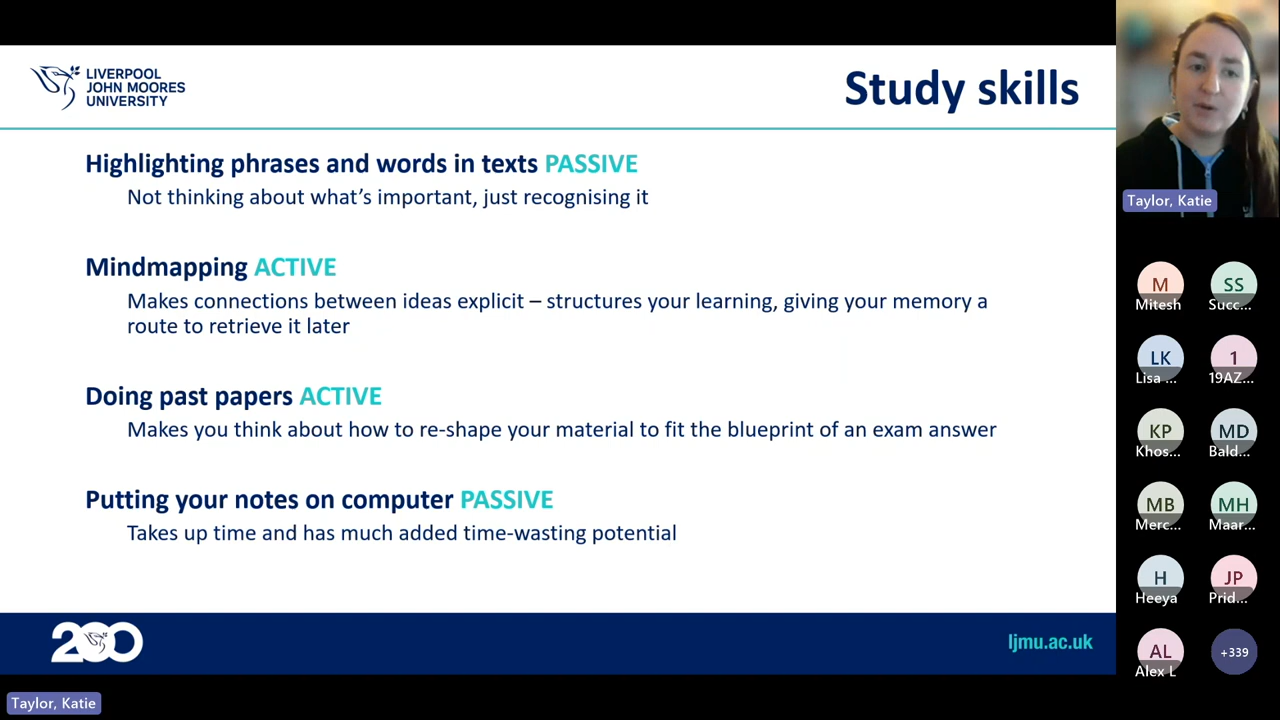 LIVERPOOL
JOHN MOORES
UNIVERSITY
Study skills
Highlighting phrases and words in texts PASSIVE
Not thinking about what's important, just recognising it
Mindmapping ACTIVE
Makes connections between ideas explicit – structures your learning, giving your memory a
route to retrieve it later
Doing past papers ACTIVE
Makes you think about how to re-shape your material to fit the blueprint of an exam answer
Putting your notes on computer PASSIVE
Takes up time and has much added time-wasting potential
200
ljmu.ac.uk
Taylor, Katie
Taylor, Katie
M
Mitesh
SS
Succ...
LK
Lisa ...
1
19AZ...
KP
Khos...
MD
Bald...
MB
Merc...
MH
Maar...
H
Heeya
JP
Prid...
AL
Alex L
+339